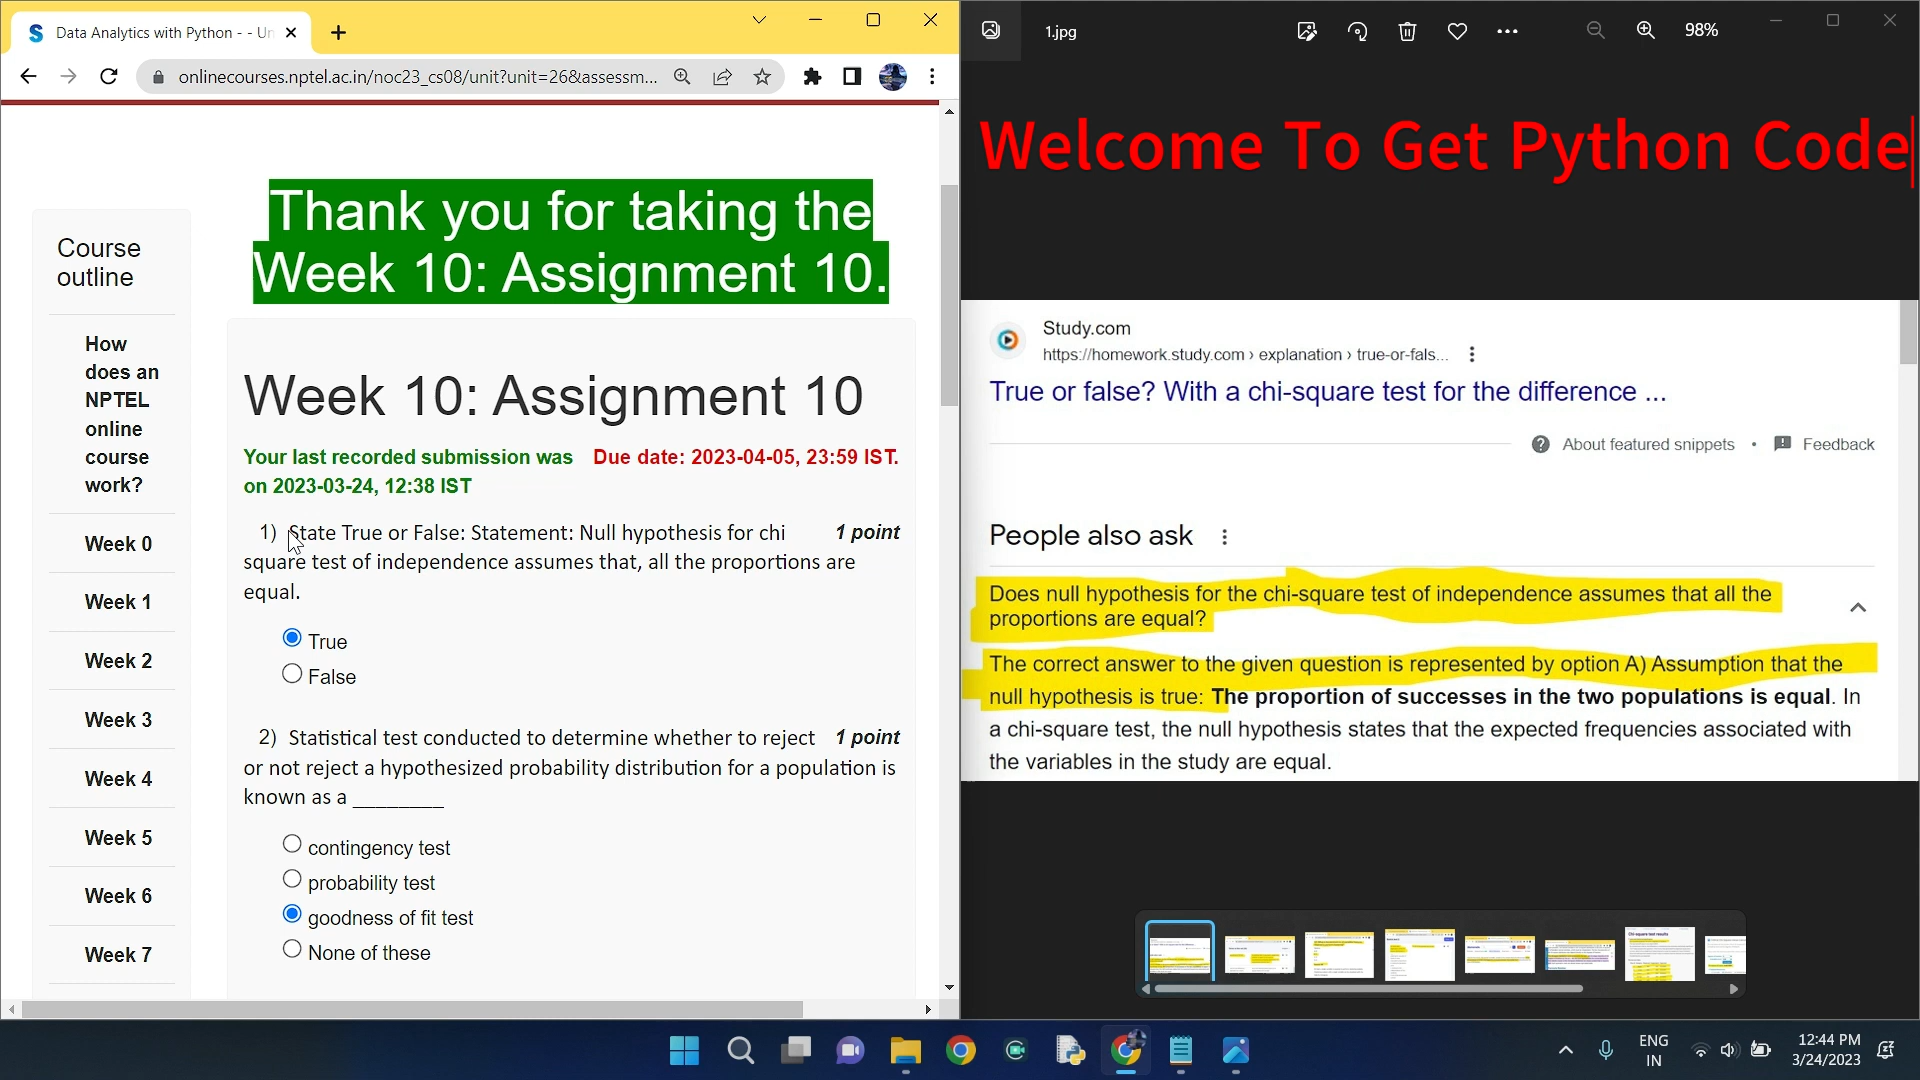 Data Analytics with Python - - Un
onlinecourses.nptel.ac.in/noc23_cs08/unit?unit=26&assessm...
Thank you for taking the
Week 10: Assignment 10.
Course
outline
How
does an
NPTEL
online
course
work?
Week 0
Week 1
Week 2
Week 3
Week 4
Week 5
Week 6
Week 7
Week 10: Assignment 10
Your last recorded submission was
on 2023-03-24, 12:38 IST
Due date: 2023-04-05, 23:59 IST.
1) State True or False: Statement: Null hypothesis for chi 1 point
square test of independence assumes that, all the proportions are
equal.
True
False
2) Statistical test conducted to determine whether to reject 1 point
or not reject a hypothesized probability distribution for a population is
known as a ________
contingency test
probability test
goodness of fit test
None of these
1.jpg
98%
Welcome To Get Python Code
Study.com
https://homework.study.com › explanation › true-or-fals...
True or false? With a chi-square test for the difference ...
About featured snippets • Feedback
People also ask
Does null hypothesis for the chi-square test of independence assumes that all the
proportions are equal?
The correct answer to the given question is represented by option A) Assumption that the
null hypothesis is true: The proportion of successes in the two populations is equal. In
a chi-square test, the null hypothesis states that the expected frequencies associated with
the variables in the study are equal.
ENG
IN
12:44 PM
3/24/2023